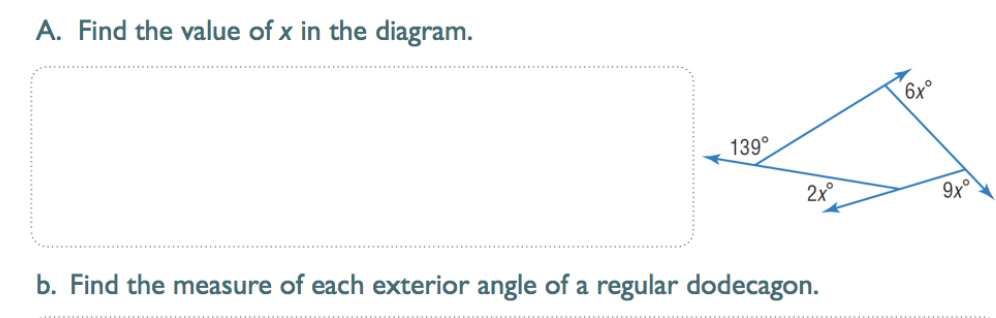 A. Find the value of x in the diagram.
6x°
139°
2x°
9x°
b. Find the measure of each exterior angle of a regular dodecagon.